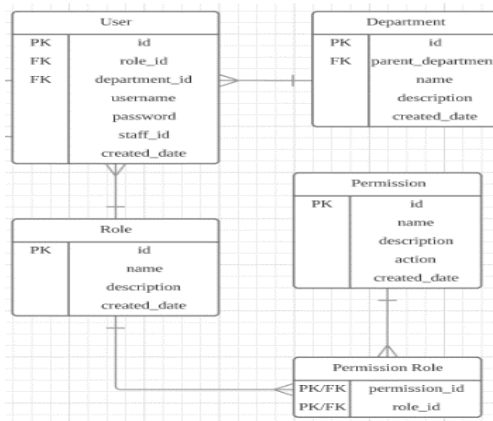 User
PK id
FK role_id
FK department_id
username
password
staff_id
created_date
Department
PK id
FK parent_departmen
name
description
created_date
Role
PK id
name
description
created_date
Permission
PK id
name
description
action
created_date
Permission Role
PK/FK permission_id
PK/FK role_id